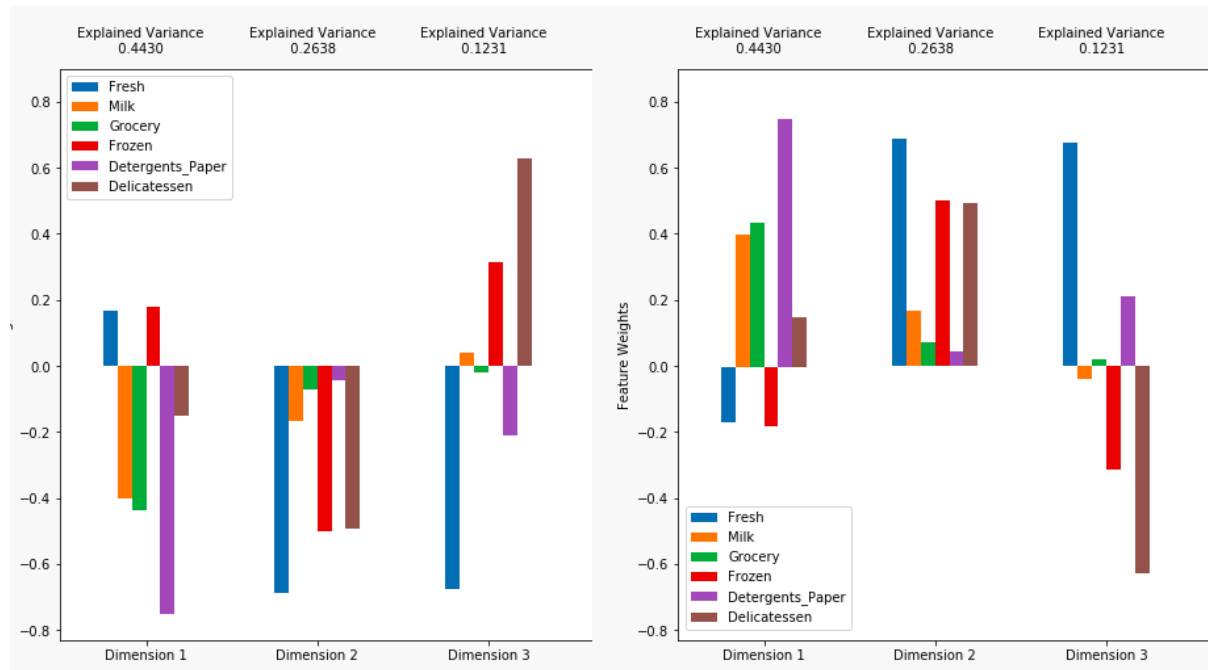 Explained Variance
0.4430
Explained Variance
0.2638
Explained Variance
0.1231
0.8
0.6
0.4
0.2
0.0
−0.2
−0.4
−0.6
−0.8
Fresh
Milk
Grocery
Frozen
Detergents_Paper
Delicatessen
Dimension 1
Dimension 2
Dimension 3
Explained Variance
0.4430
Explained Variance
0.2638
Explained Variance
0.1231
Feature Weights
0.8
0.6
0.4
0.2
0.0
−0.2
−0.4
−0.6
−0.8
Fresh
Milk
Grocery
Frozen
Detergents_Paper
Delicatessen
Dimension 1
Dimension 2
Dimension 3